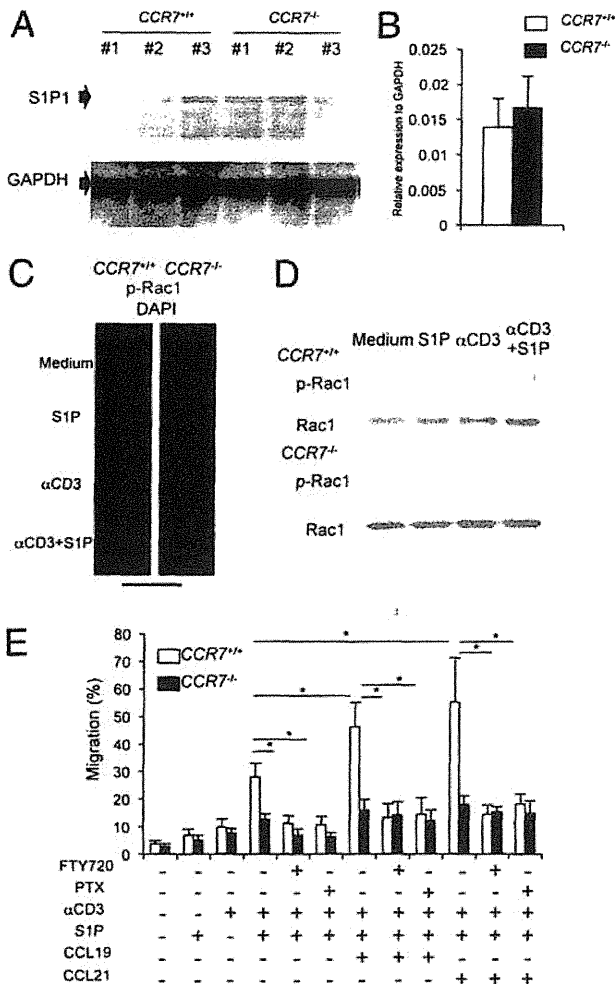 A
CCR7+/+ CCR7-/-
#1 #2 #3 #1 #2 #3
S1P1
GAPDH
B
CCR7+/+
CCR7-/-
Relative expression to GAPDH
0.025
0.02
0.015
0.01
0.005
0
C
CCR7+/+ CCR7-/-
p-Rac1
DAPI
Medium
S1P
αCD3
αCD3+S1P
D
Medium S1P αCD3 αCD3
+S1P
CCR7+/+
p-Rac1
Rac1
CCR7-/-
p-Rac1
Rac1
E
CCR7+/+
CCR7-/-
Migration (%)
80
70
60
50
40
30
20
10
0
* * * * * * * *
FTY720 - - - - + - - + - - + -
PTX - - - - - + - - + - - +
αCD3 - - + + + + + + + + + +
S1P - + - + + + + + + + + +
CCL19 - - - - - - + + + - - -
CCL21 - - - - - - - - - + + +